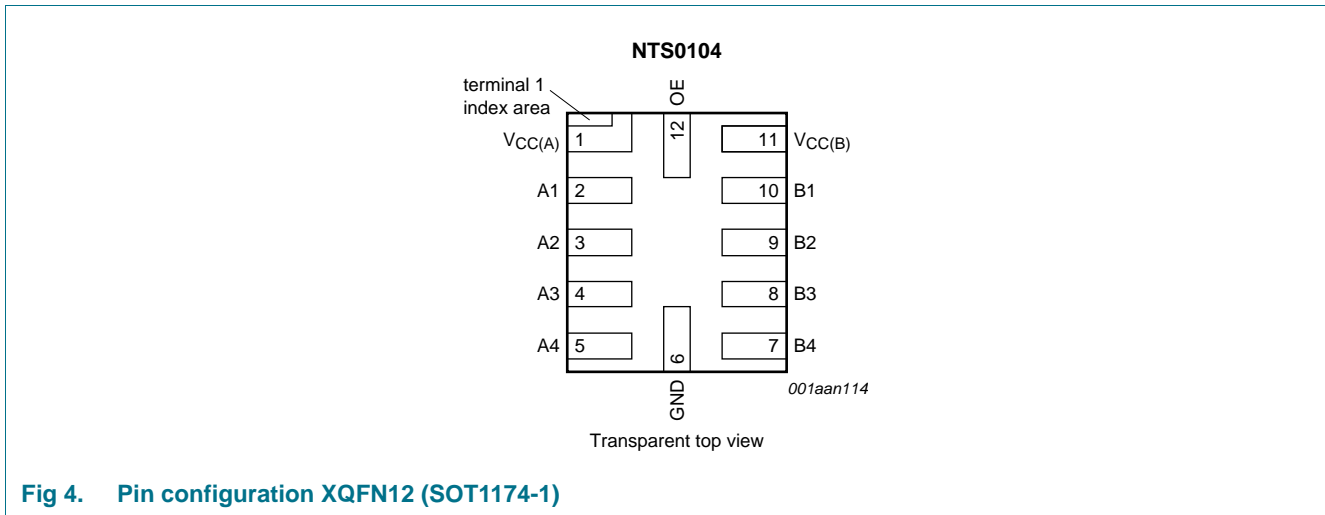 NTS0104
terminal 1
index area
OE
12
VCC(A) 1
11 VCC(B)
A1 2
10 B1
A2 3
9 B2
A3 4
8 B3
A4 5
7 B4
6
GND
001aan114
Transparent top view
Fig 4. Pin configuration XQFN12 (SOT1174-1)